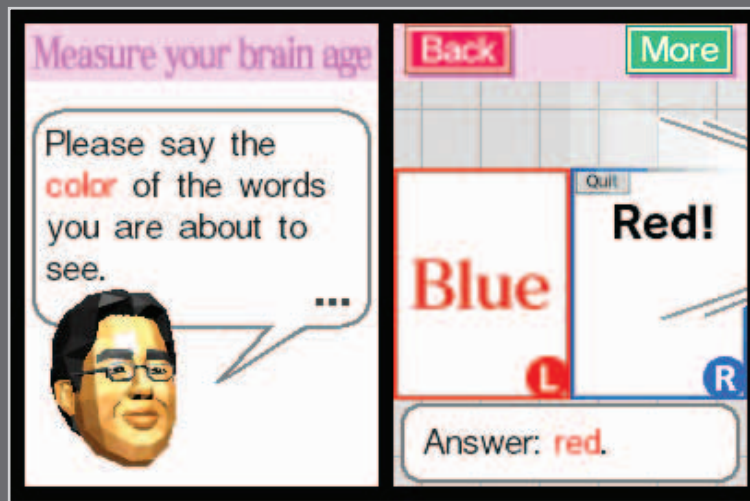 Measure your brain age
Please say the
color of the words
you are about to
see.
...
Back
More
Quit
Red!
Blue
L
R
Answer: red.